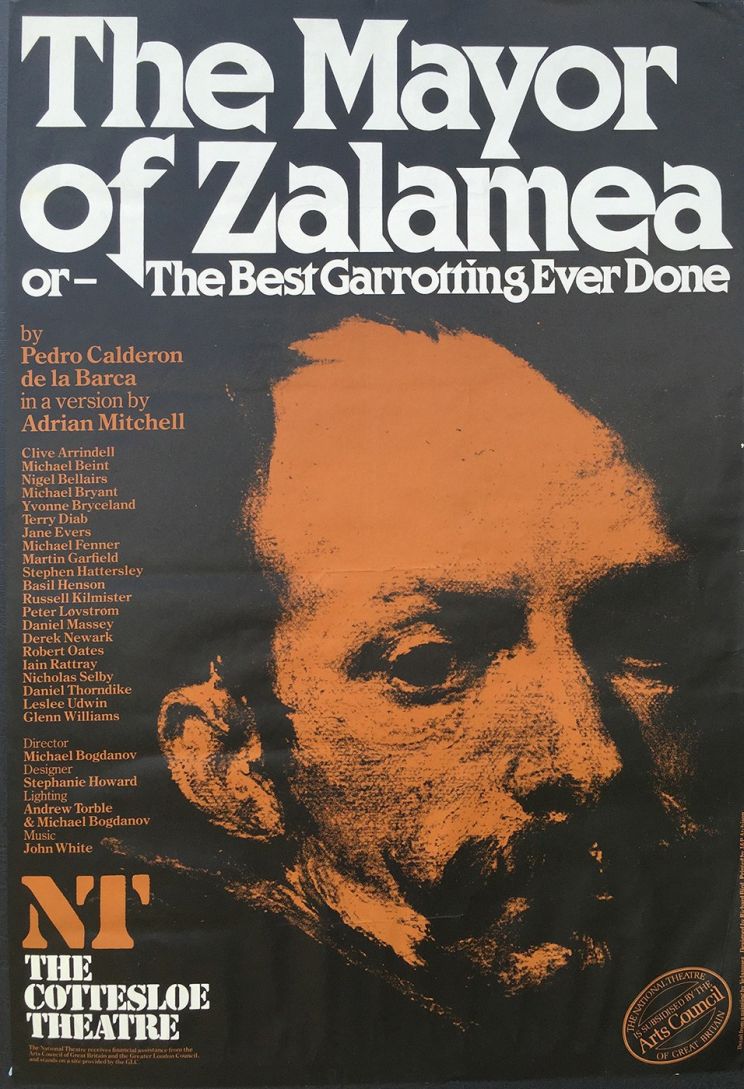 The Mayor
of Zalamea
or– The Best Garrotting Ever Done
by
Pedro Calderon
de la Barca
in a version by
Adrian Mitchell
Clive Arrindell
Michael Beint
Nigel Bellairs
Michael Bryant
Yvonne Bryceland
Terry Diab
Jane Evers
Michael Fenner
Martin Garfield
Stephen Hattersley
Basil Henson
Russell Kilmister
Peter Løvstrøm
Daniel Massey
Derek Newark
Robert Oates
Iain Rattray
Nicholas Selby
Daniel Thorndike
Leslee Udwin
Glenn Williams
Director
Michael Bogdanov
Designer
Stephanie Howard
Lighting
Andrew Torble
& Michael Bogdanov
Music
John White
NT
THE
COTTESLOE
THEATRE
The National Theatre receives financial assistance from the
Arts Council of Great Britain and the Greater London Council,
and stands on a site provided by the GLC.
THE NATIONAL THEATRE
IS SUBSIDISED BY THE
Arts Council
OF GREAT BRITAIN